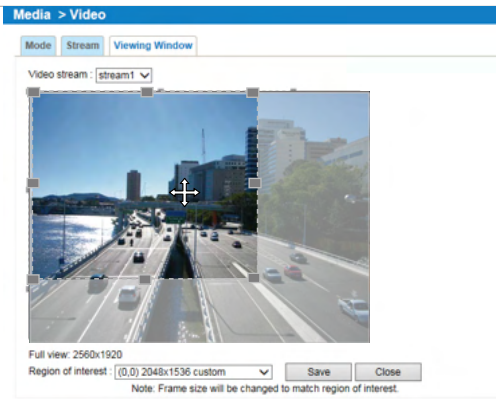 Media > Video
Mode Stream Viewing Window
Video stream : stream1
Full view: 2560x1920
Region of interest : (0,0) 2048x1536 custom Save Close
Note: Frame size will be changed to match region of interest.